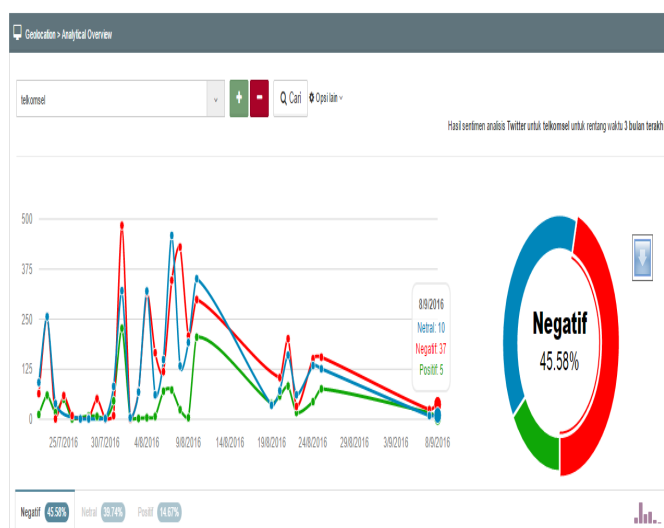 Geolocation > Analytical Overview
telkomsel
+
−
Cari
Opsi lain
Hasil sentimen analisis Twitter untuk telkomsel untuk rentang waktu 3 bulan terakh
500
375
250
125
0
25/7/2016 30/7/2016 4/8/2016 9/8/2016 14/8/2016 19/8/2016 24/8/2016 29/8/2016 3/9/2016 8/9/2016
8/9/2016
Netral: 10
Negatif: 37
Positif: 5
Negatif
45.58%
Negatif 45.58% Netral 39.74% Positif 14.67%